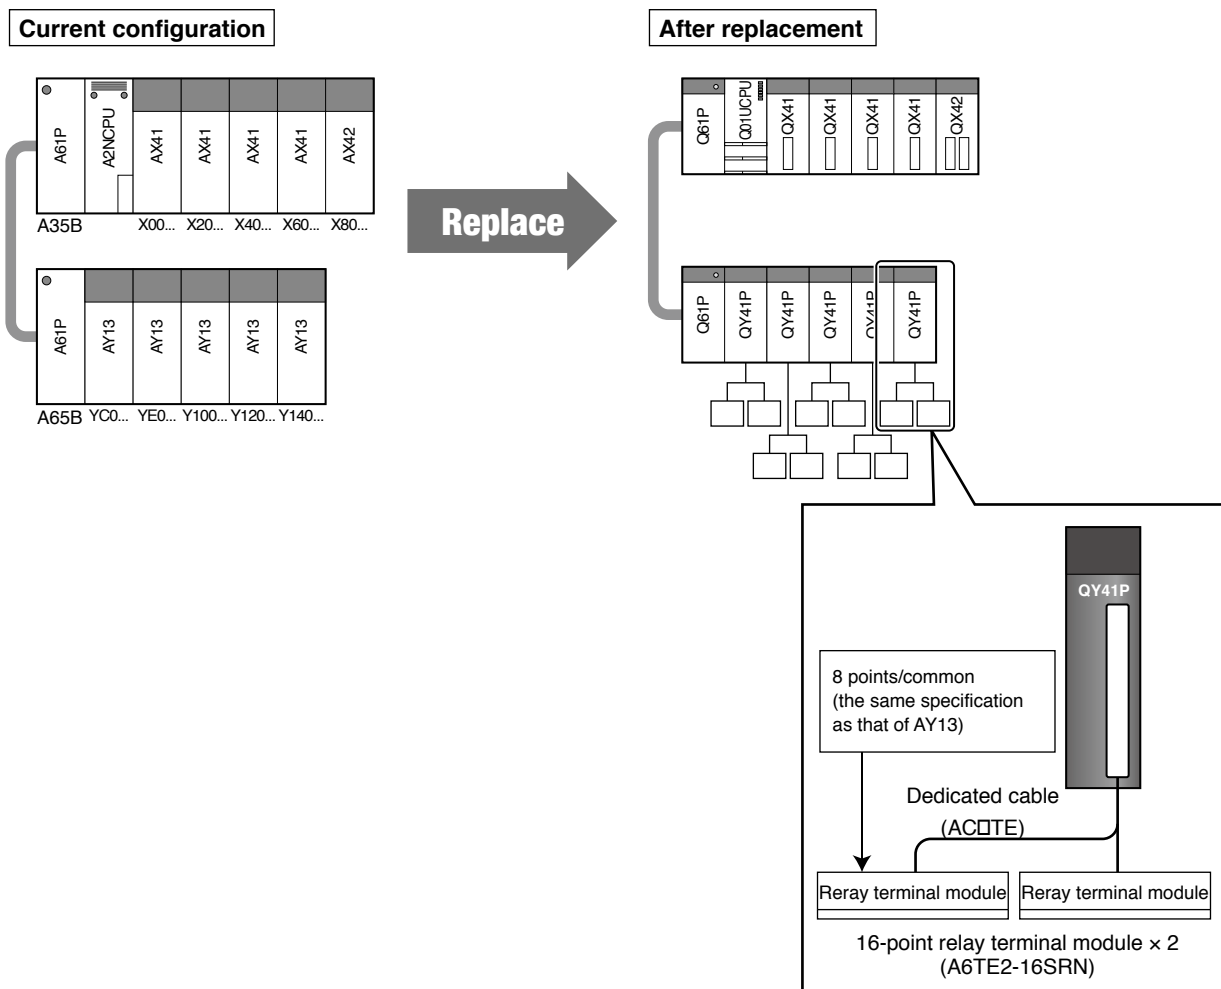 Current configuration
After replacement
A61P
A2NCPU
AX41
AX41
AX41
AX41
AX42
A35B
X00...
X20...
X40...
X60...
X80...
A61P
AY13
AY13
AY13
AY13
AY13
A65B
YC0...
YE0...
Y100...
Y120...
Y140...
Replace
Q61P
Q01UCPU
QX41
QX41
QX41
QX41
QX42
Q61P
QY41P
QY41P
QY41P
QY41P
QY41P
QY41P
8 points/common
(the same specification
as that of AY13)
Dedicated cable
(AC□TE)
Reray terminal module
Reray terminal module
16-point relay terminal module × 2
(A6TE2-16SRN)